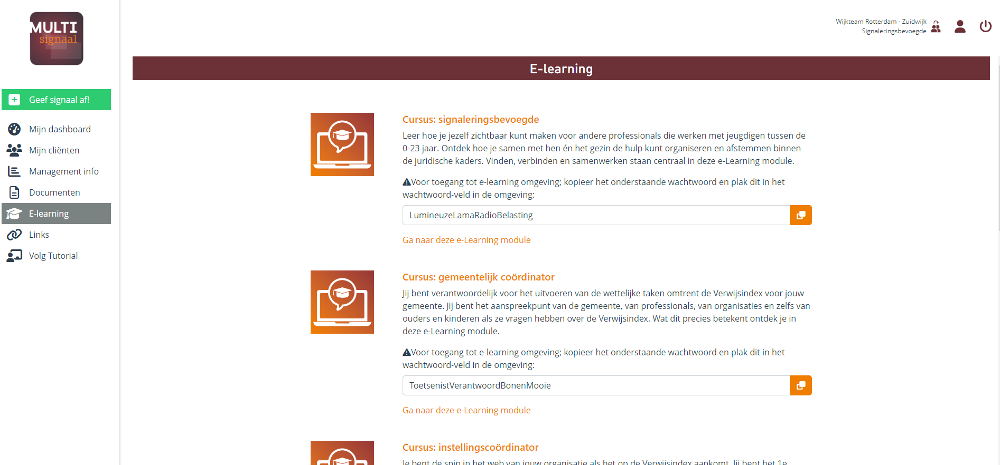 MULTI
signaal
Wijkteam Rotterdam - Zuidwijk
Signaleringsbevoegde
Geef signaal af!
Mijn dashboard
Mijn cliënten
Management info
Documenten
E-learning
Links
Volg Tutorial
E-learning
Cursus: signaleringsbevoegde
Leer hoe je jezelf zichtbaar kunt maken voor andere professionals die werken met jeugdigen tussen de
0-23 jaar. Ontdek hoe je samen met hen én het gezin de hulp kunt organiseren en afstemmen binnen
de juridische kaders. Vinden, verbinden en samenwerken staan centraal in deze e-Learning module.
Voor toegang tot e-learning omgeving; kopieer het onderstaande wachtwoord en plak dit in het
wachtwoord-veld in de omgeving:
LumineuzeLamaRadioBelasting
Ga naar deze e-Learning module
Cursus: gemeentelijk coördinator
Jij bent verantwoordelijk voor het uitvoeren van de wettelijke taken omtrent de Verwijsindex voor jouw
gemeente. Jij bent het aanspreekpunt van de gemeente, van professionals, van organisaties en zelfs van
ouders en kinderen als ze vragen hebben over de Verwijsindex. Wat dit precies betekent ontdek je in
deze e-Learning module.
Voor toegang tot e-learning omgeving; kopieer het onderstaande wachtwoord en plak dit in het
wachtwoord-veld in de omgeving:
ToetsenistVerantwoordBonenMooie
Ga naar deze e-Learning module
Cursus: instellingscoördinator
Je bent de spin in het web van jouw organisatie als het op de Verwijsindex aankomt. Jij bent het 1e